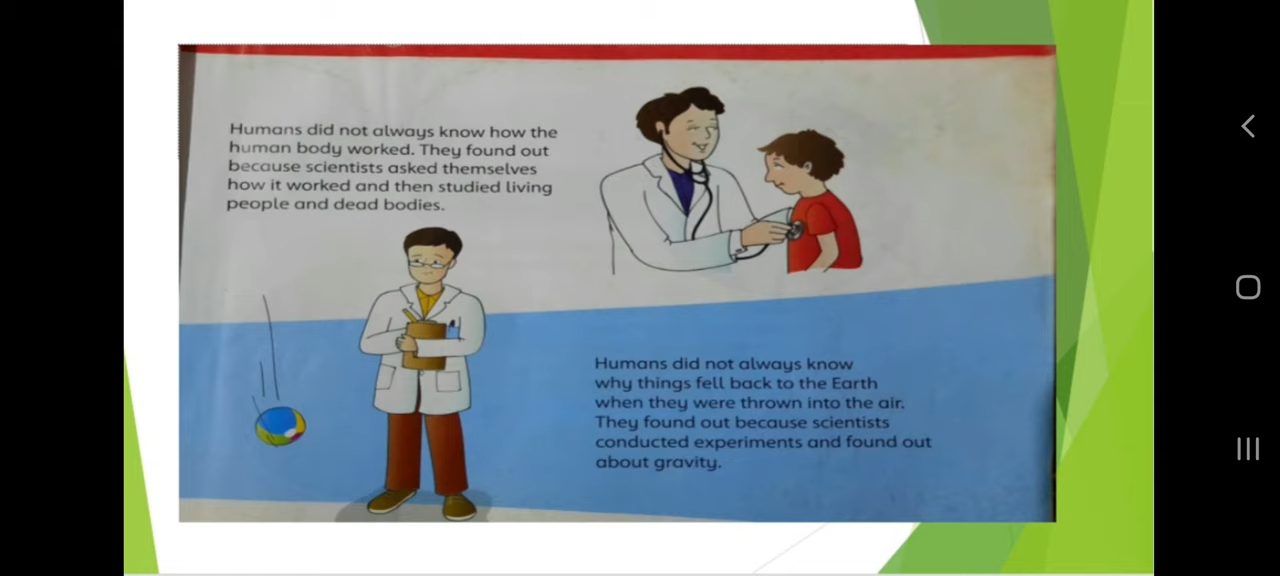 Humans did not always know how the
human body worked. They found out
because scientists asked themselves
how it worked and then studied living
people and dead bodies.
Humans did not always know
why things fell back to the Earth
when they were thrown into the air.
They found out because scientists
conducted experiments and found out
about gravity.